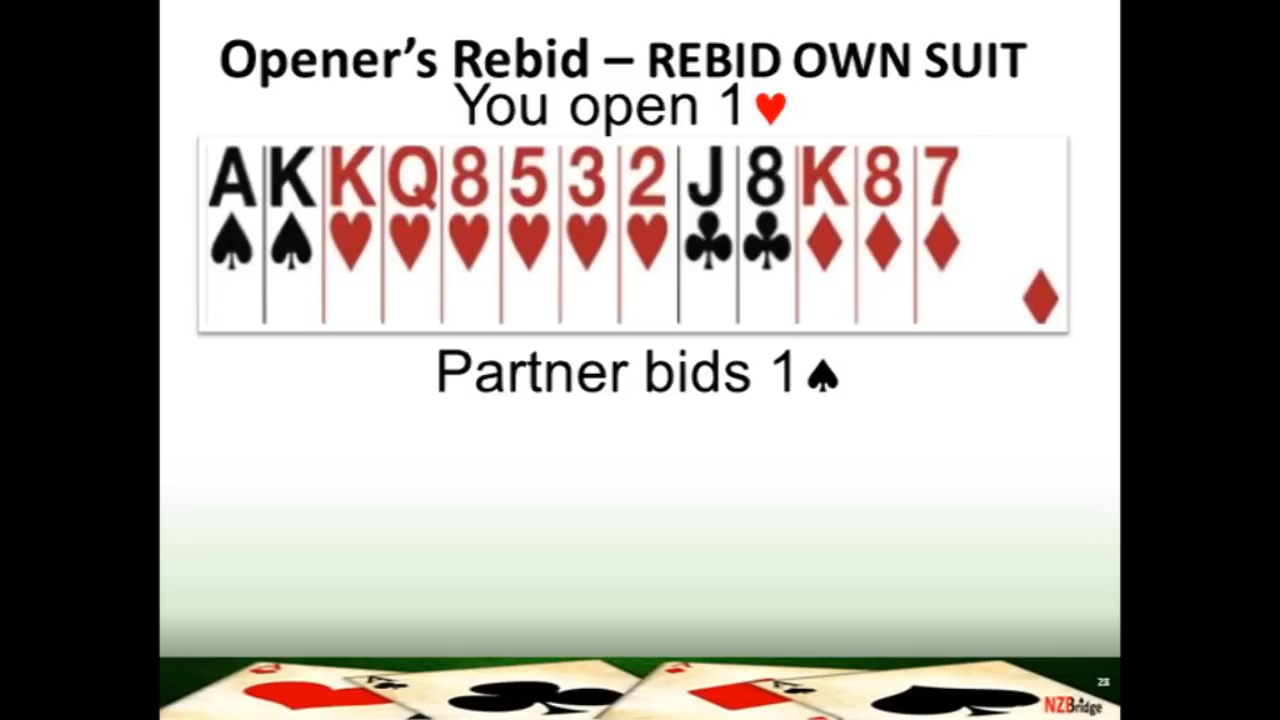 Opener's Rebid – REBID OWN SUIT
You open 1♥
A K K Q 8 5 3 2 J 8 K 8 7
♠ ♠ ♥ ♥ ♥ ♥ ♥ ♥ ♣ ♣ ♦ ♦ ♦
♦
Partner bids 1♠
23
NZBridge